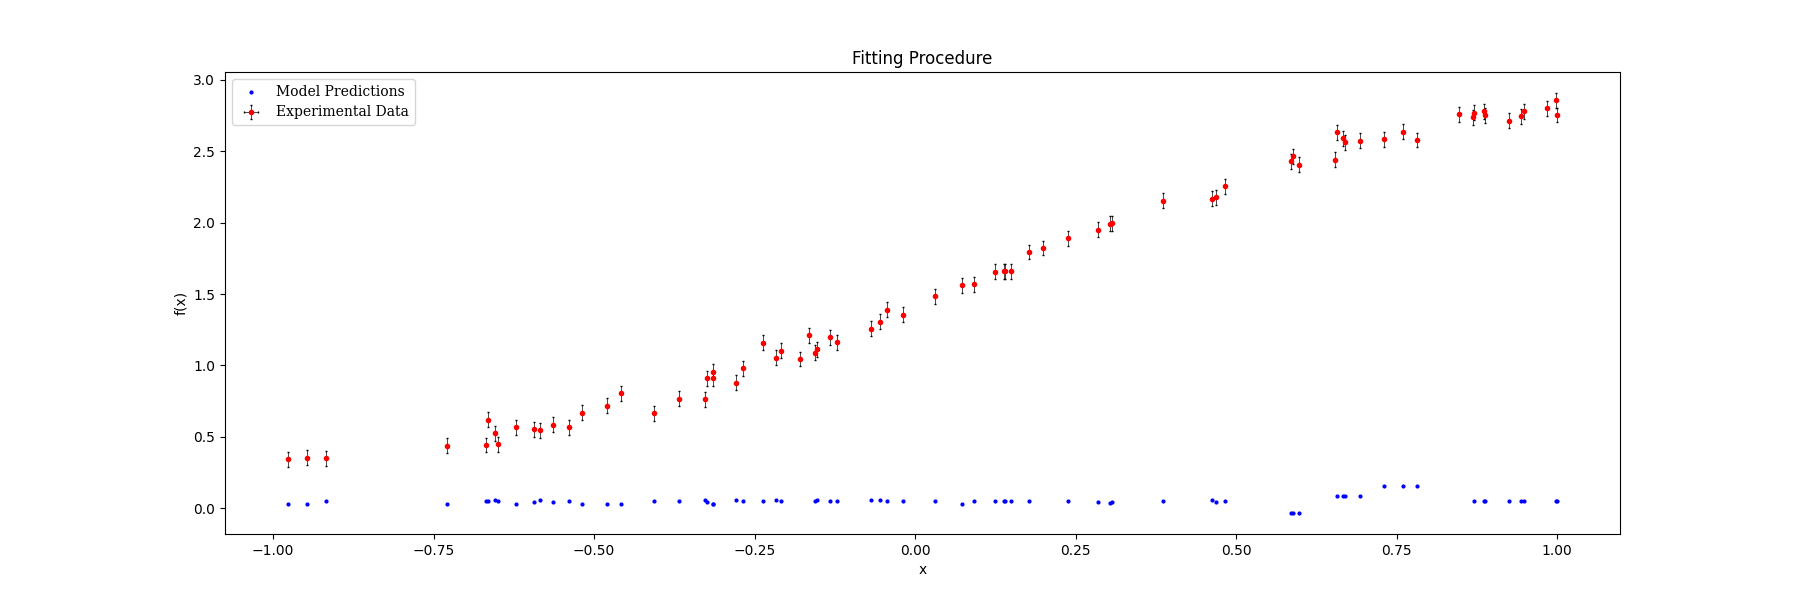 Fitting Procedure
Model Predictions
Experimental Data
3.0
2.5
2.0
1.5
1.0
0.5
0.0
f(x)
−1.00 −0.75 −0.50 −0.25 0.00 0.25 0.50 0.75 1.00
x